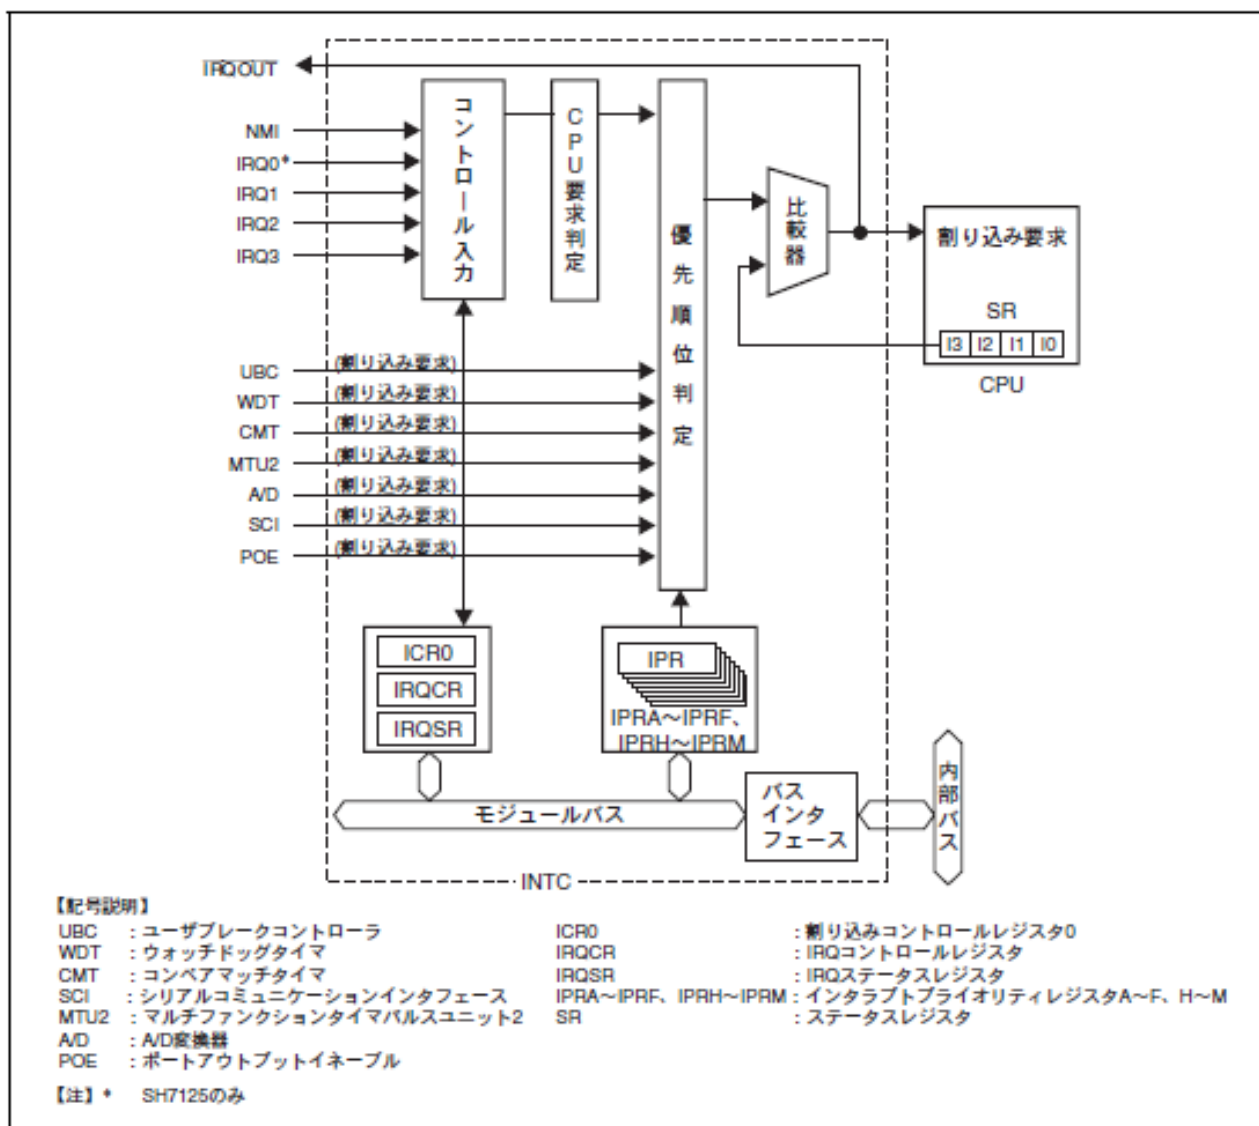 IRQOUT
NMI
IRQ0*
IRQ1
IRQ2
IRQ3
コントロール入力
CPU要求判定
優先順位判定
比較器
割り込み要求
SR
I3 I2 I1 I0
CPU
UBC (割り込み要求)
WDT (割り込み要求)
CMT (割り込み要求)
MTU2 (割り込み要求)
A/D (割り込み要求)
SCI (割り込み要求)
POE (割り込み要求)
ICR0
IRQCR
IRQSR
IPR
IPRA～IPRF、
IPRH～IPRM
モジュールバス
バス
インタ
フェース
内部バス
INTC
【記号説明】
UBC : ユーザブレークコントローラ
WDT : ウォッチドッグタイマ
CMT : コンペアマッチタイマ
SCI : シリアルコミュニケーションインタフェース
MTU2 : マルチファンクションタイマパルスユニット2
A/D : A/D変換器
POE : ポートアウトプットイネーブル
ICR0 : 割り込みコントロールレジスタ0
IRQCR : IRQコントロールレジスタ
IRQSR : IRQステータスレジスタ
IPRA～IPRF、IPRH～IPRM : インタラプトプライオリティレジスタA～F、H～M
SR : ステータスレジスタ
【注】* SH7125のみ